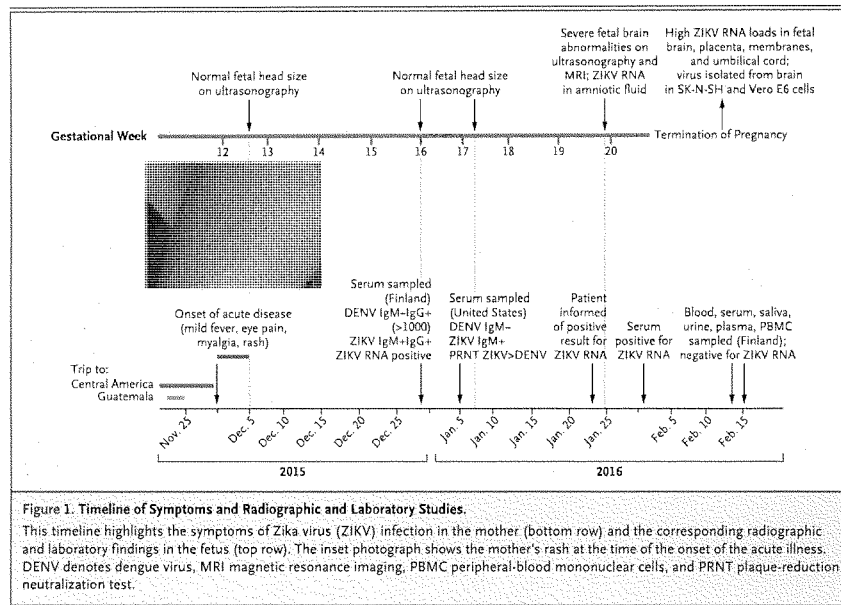 Severe fetal brain
abnormalities on
ultrasonography and
MRI; ZIKV RNA
in amniotic fluid
High ZIKV RNA loads in fetal
brain, placenta, membranes,
and umbilical cord;
virus isolated from brain
in SK-N-SH and Vero E6 cells
Normal fetal head size
on ultrasonography
Normal fetal head size
on ultrasonography
Gestational Week
Termination of Pregnancy
12 13 14 15 16 17 18 19 20
Onset of acute disease
(mild fever, eye pain,
myalgia, rash)
Serum sampled
(Finland)
DENV IgM–IgG+
(>1000)
ZIKV IgM+IgG+
ZIKV RNA positive
Serum sampled
(United States)
DENV IgM–
ZIKV IgM+
PRNT ZIKV>DENV
Patient
informed
of positive
result for
ZIKV RNA
Serum
positive for
ZIKV RNA
Blood, serum, saliva,
urine, plasma, PBMC
sampled (Finland);
negative for ZIKV RNA
Trip to:
Central America
Guatemala
Nov. 25 Dec. 5 Dec. 10 Dec. 15 Dec. 20 Dec. 25 Jan. 5 Jan. 10 Jan. 15 Jan. 20 Jan. 25 Feb. 5 Feb. 10 Feb. 15
2015 2016
Figure 1. Timeline of Symptoms and Radiographic and Laboratory Studies.
This timeline highlights the symptoms of Zika virus (ZIKV) infection in the mother (bottom row) and the corresponding radiographic
and laboratory findings in the fetus (top row). The inset photograph shows the mother's rash at the time of the onset of the acute illness.
DENV denotes dengue virus, MRI magnetic resonance imaging, PBMC peripheral-blood mononuclear cells, and PRNT plaque-reduction
neutralization test.